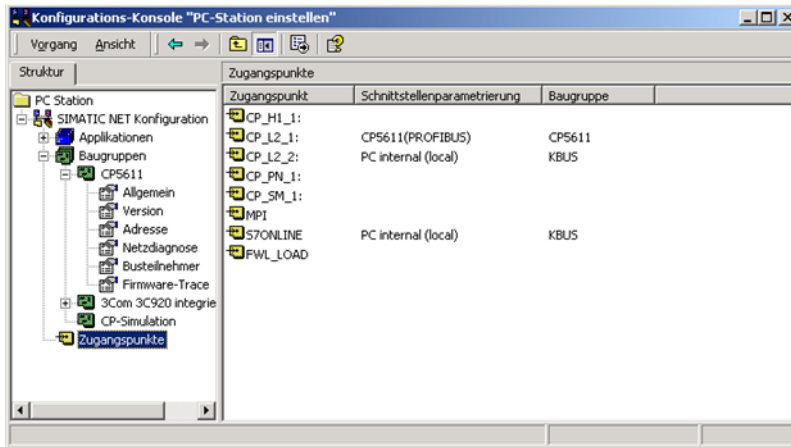 Konfigurations-Konsole "PC-Station einstellen"
Vorgang Ansicht
Struktur
Zugangspunkte
PC Station
SIMATIC NET Konfiguration
Applikationen
Baugruppen
CP5611
Allgemein
Version
Adresse
Netzdiagnose
Busteilnehmer
Firmware-Trace
3Com 3C920 integrie
CP-Simulation
Zugangspunkte
Zugangspunkt Schnittstellenparametrierung Baugruppe
CP_H1_1:
CP_L2_1: CP5611(PROFIBUS) CP5611
CP_L2_2: PC internal (local) KBUS
CP_PN_1:
CP_SM_1:
MPI
S7ONLINE PC internal (local) KBUS
FWL_LOAD